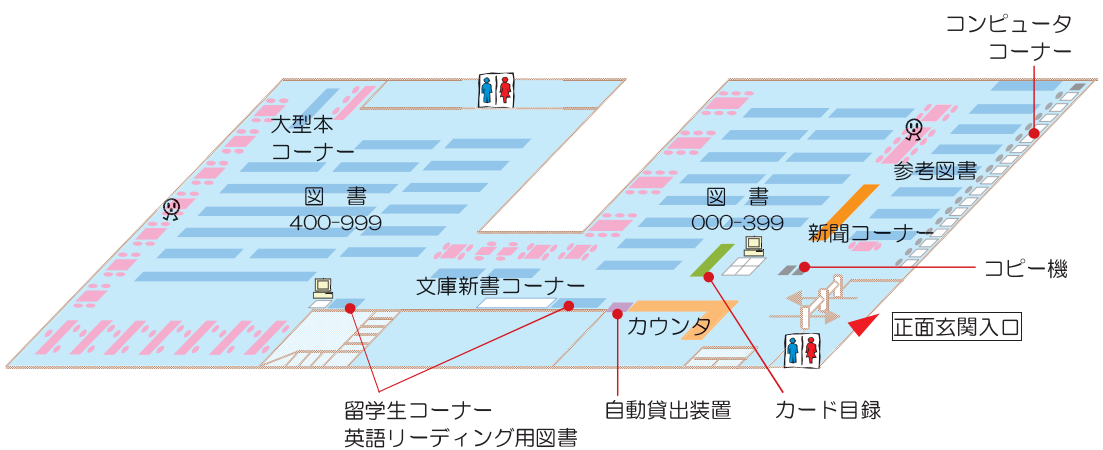 コンピュータ
コーナー
大型本
コーナー
参考図書
図　書
400-999
図　書
000-399
新聞コーナー
コピー機
文庫新書コーナー
カウンタ
正面玄関入口
留学生コーナー
英語リーディング用図書
自動貸出装置
カード目録